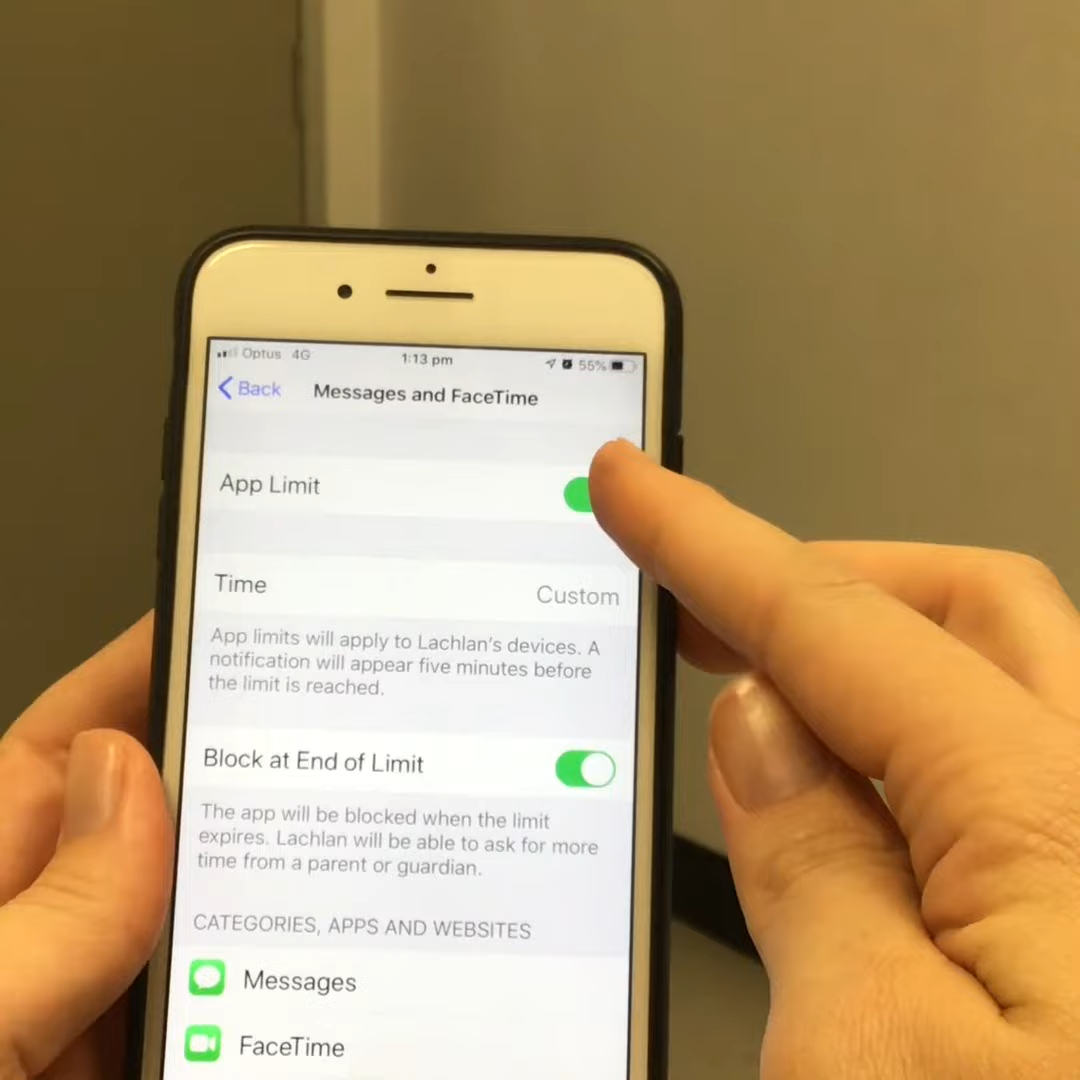 Optus 4G 1:13 pm 55%
Back Messages and FaceTime
App Limit
Time Custom
App limits will apply to Lachlan's devices. A
notification will appear five minutes before
the limit is reached.
Block at End of Limit
The app will be blocked when the limit
expires. Lachlan will be able to ask for more
time from a parent or guardian.
CATEGORIES, APPS AND WEBSITES
Messages
FaceTime